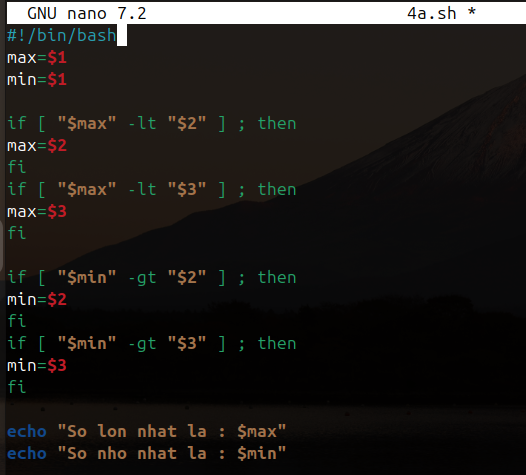 GNU nano 7.2 4a.sh *
#!/bin/bash
max=$1
min=$1
if [ "$max" -lt "$2" ] ; then
max=$2
fi
if [ "$max" -lt "$3" ] ; then
max=$3
fi
if [ "$min" -gt "$2" ] ; then
min=$2
fi
if [ "$min" -gt "$3" ] ; then
min=$3
fi
echo "So lon nhat la : $max"
echo "So nho nhat la : $min"